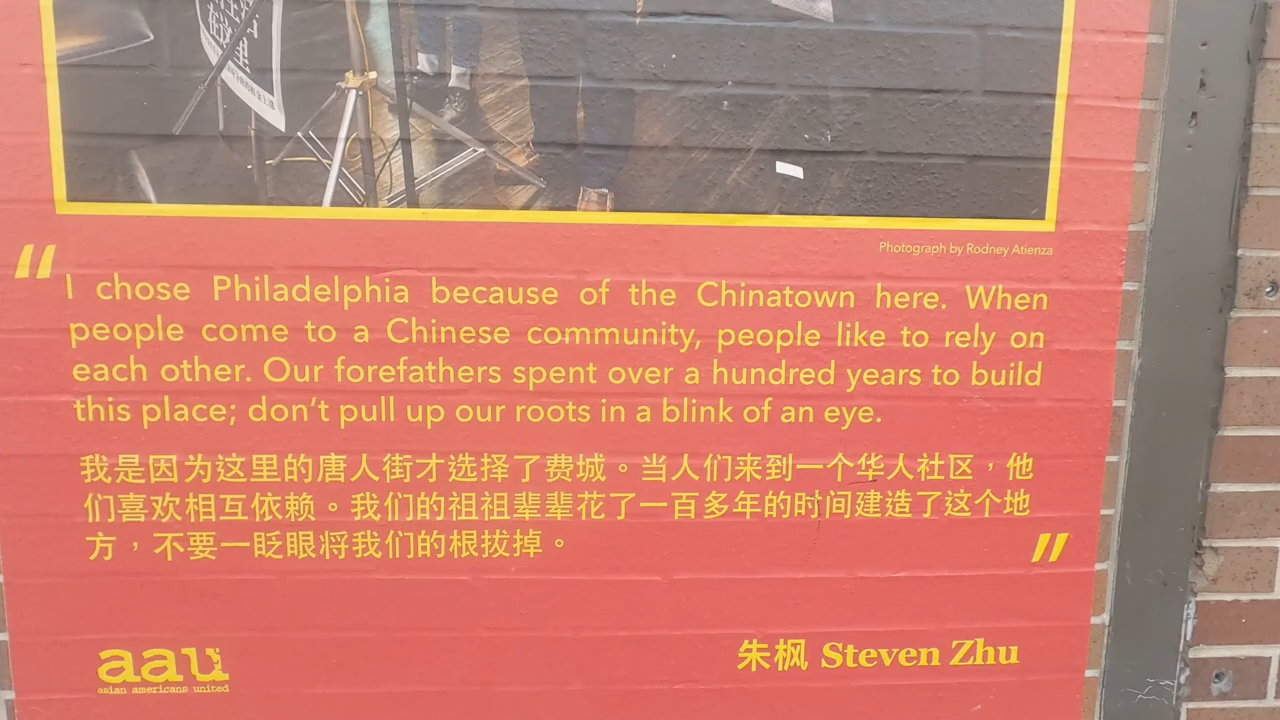 在这里
Photograph by Rodney Atienza
“I chose Philadelphia because of the Chinatown here. When
people come to a Chinese community, people like to rely on
each other. Our forefathers spent over a hundred years to build
this place; don’t pull up our roots in a blink of an eye.
我是因为这里的唐人街才选择了费城。当人们来到一个华人社区，他
们喜欢相互依赖。我们的祖祖辈辈花了一百多年的时间建造了这个地
方，不要一眨眼将我们的根拔掉。”
aau
asian americans united
朱枫 Steven Zhu